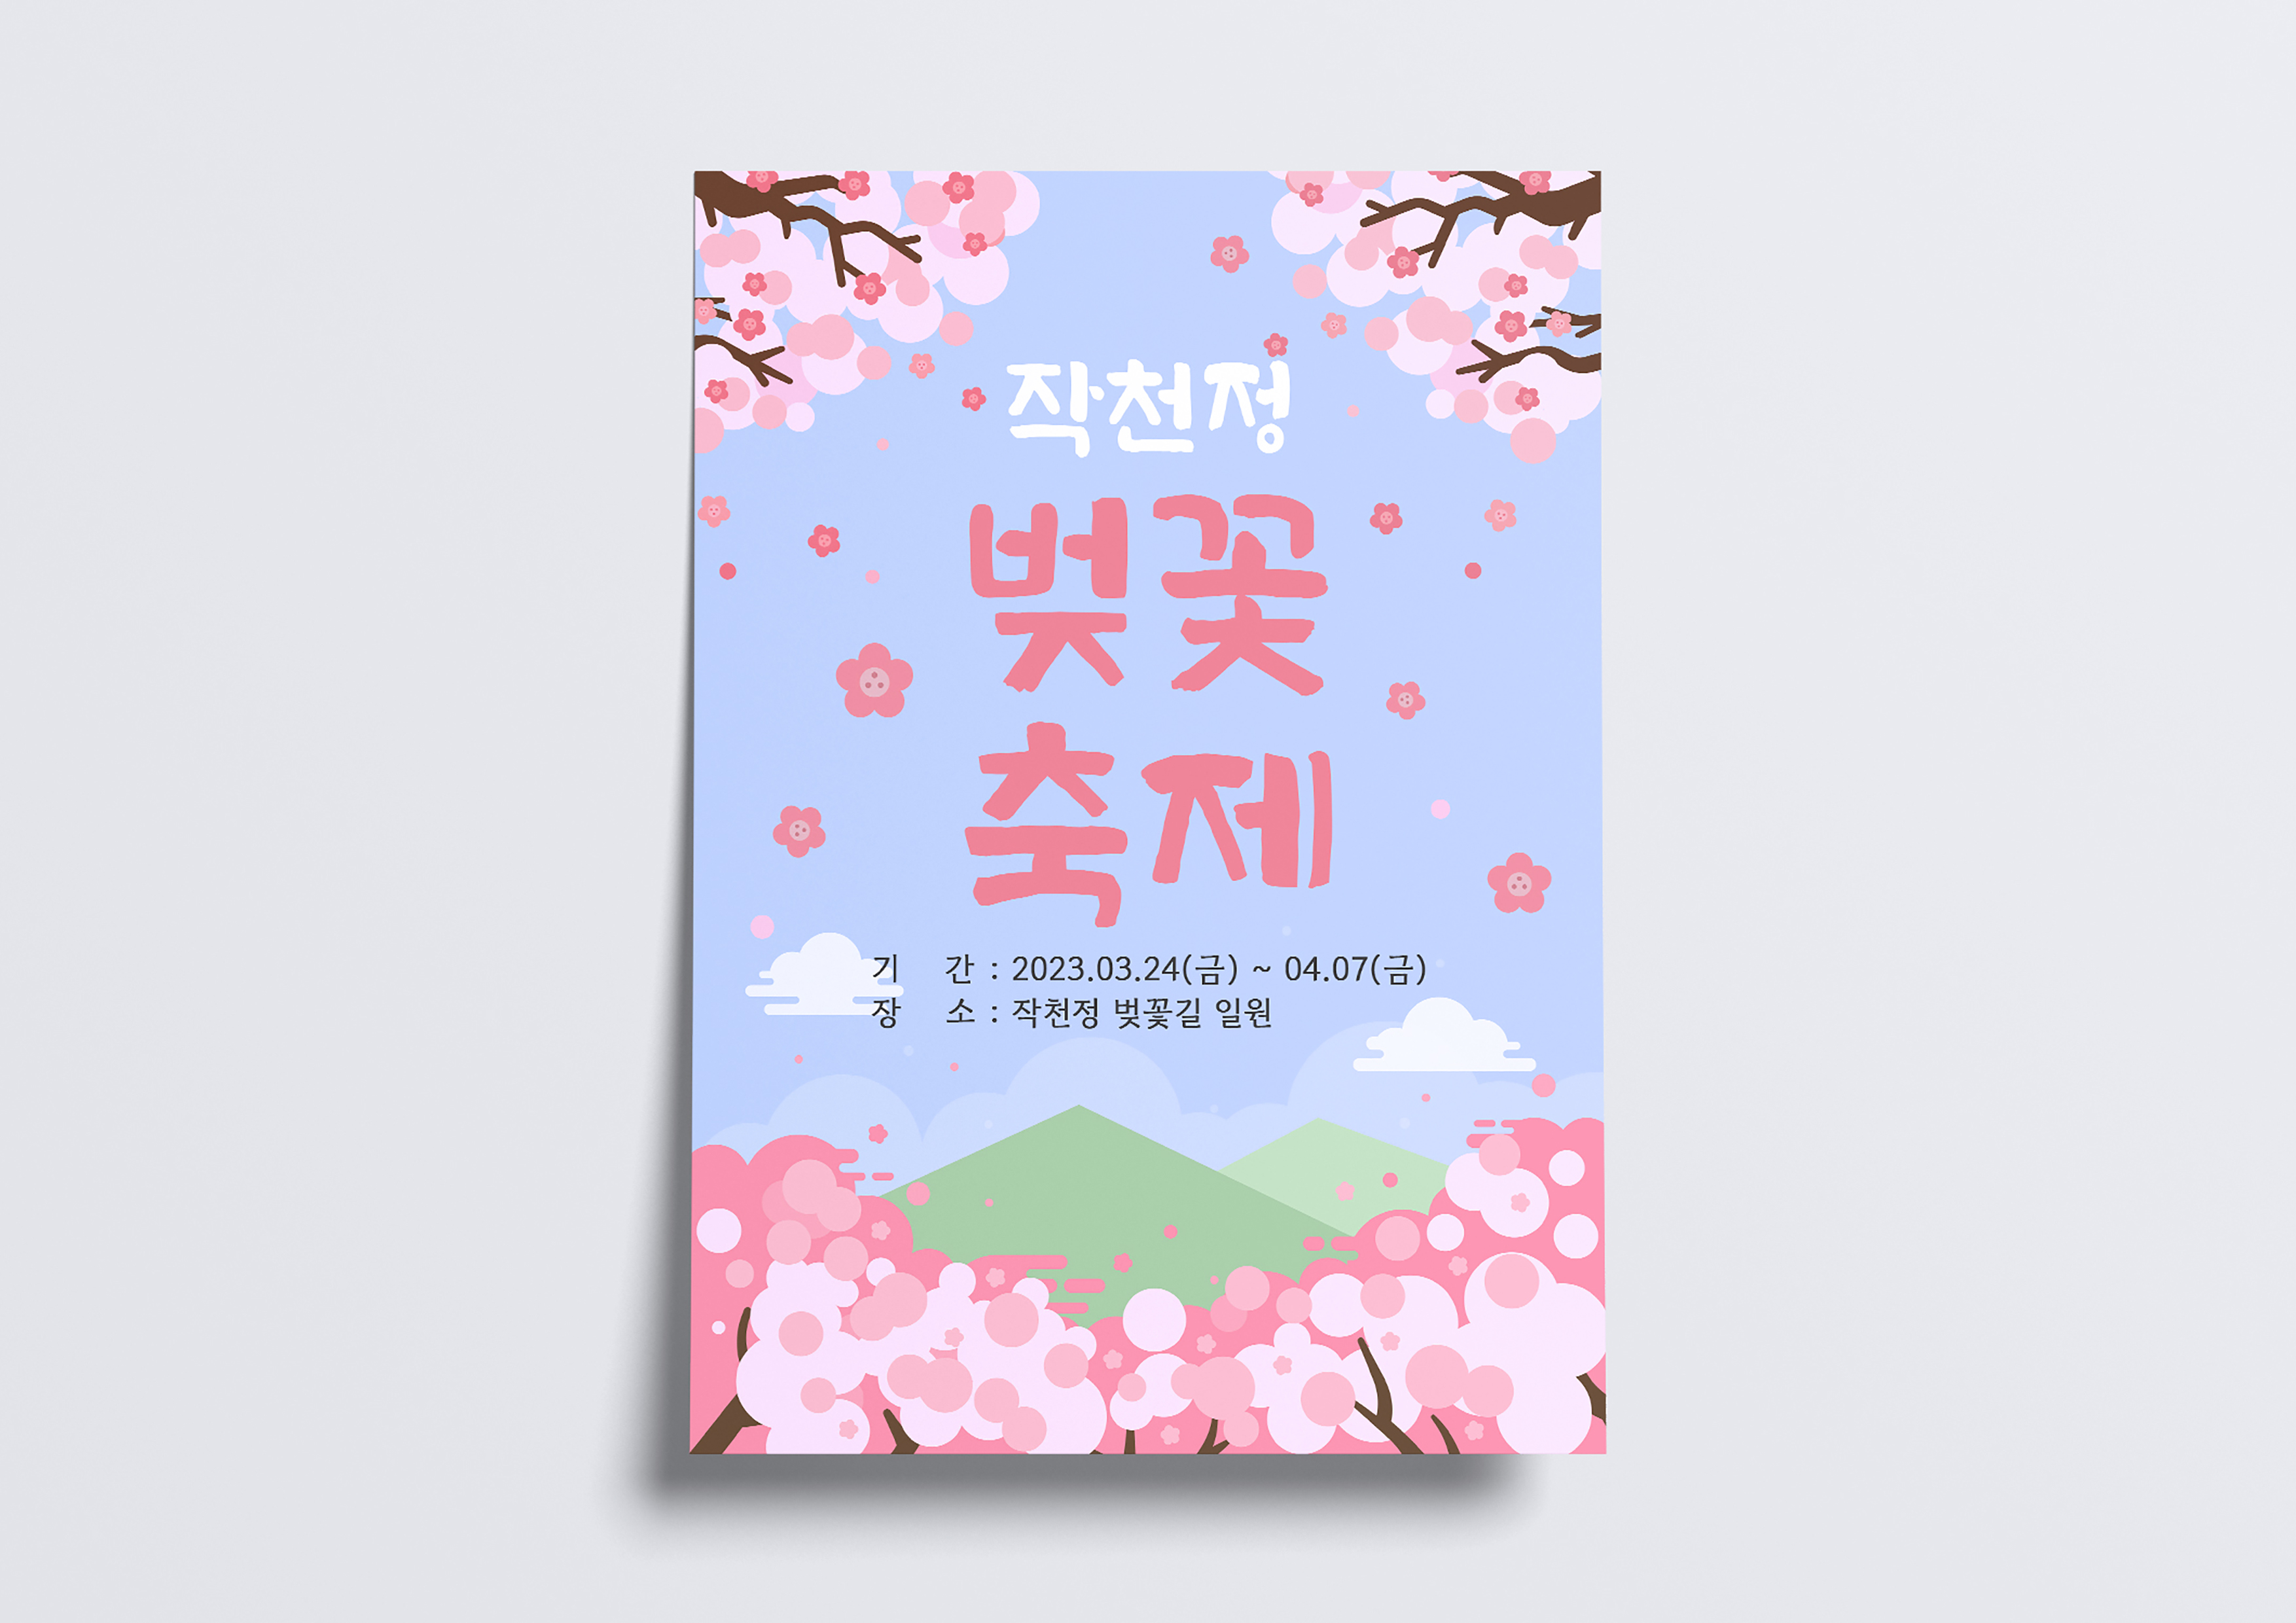 작천정
벚꽃
축제
기 간 : 2023.03.24(금) ~ 04.07(금)
장 소 : 작천정 벚꽃길 일원